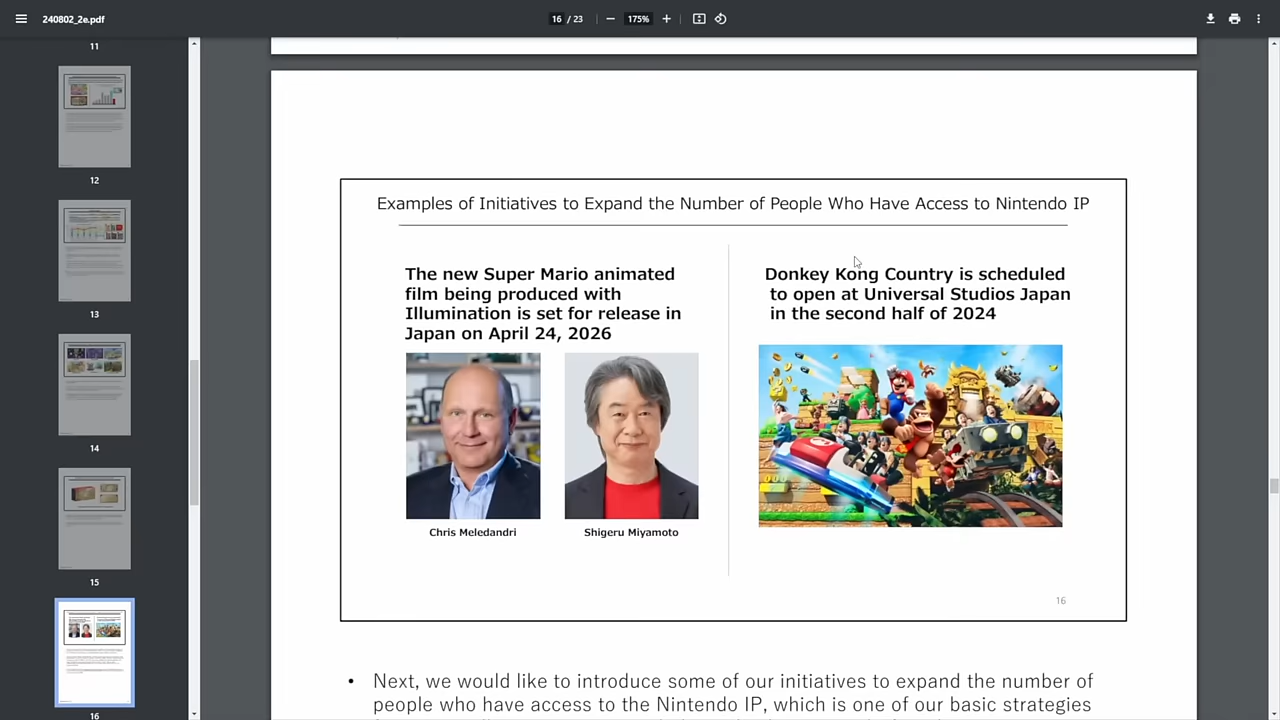 240802_2e.pdf
16 / 23
175%
11
12
13
14
15
16
Examples of Initiatives to Expand the Number of People Who Have Access to Nintendo IP
The new Super Mario animated
film being produced with
Illumination is set for release in
Japan on April 24, 2026
Chris Meledandri
Shigeru Miyamoto
Donkey Kong Country is scheduled
to open at Universal Studios Japan
in the second half of 2024
16
• Next, we would like to introduce some of our initiatives to expand the number of
people who have access to the Nintendo IP, which is one of our basic strategies